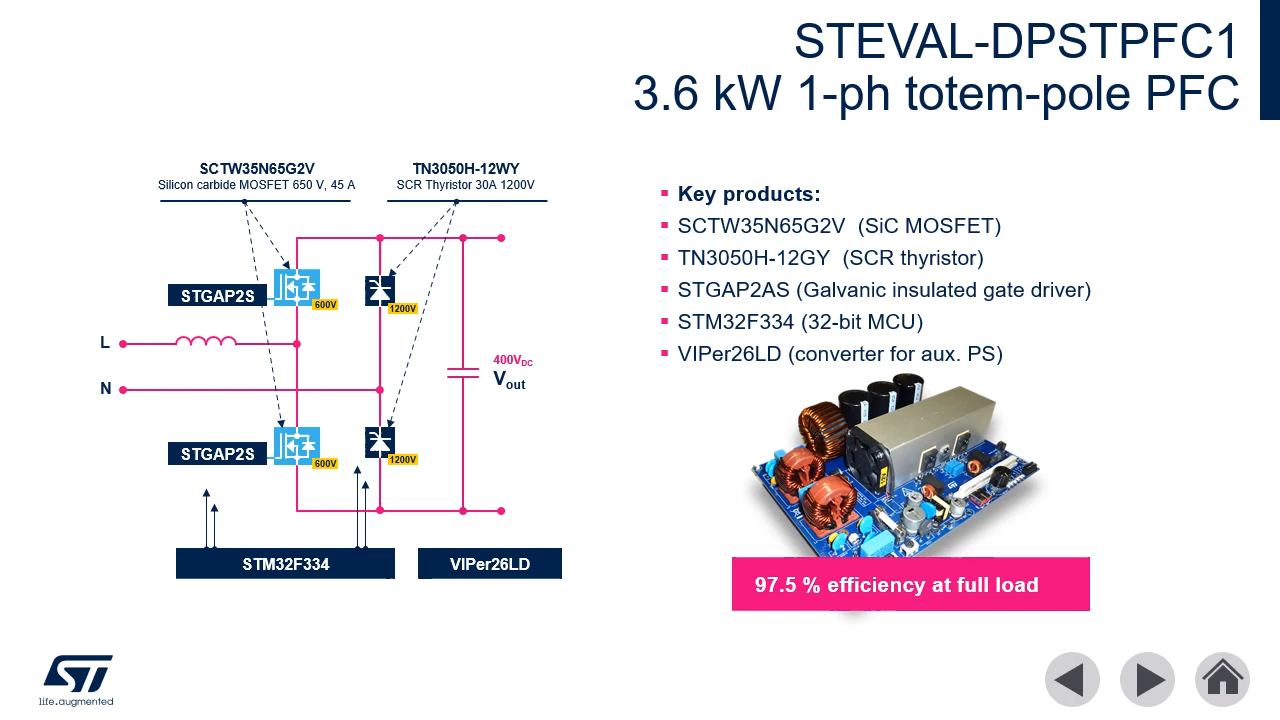 STEVAL-DPSTPFC1
3.6 kW 1-ph totem-pole PFC
SCTW35N65G2V
Silicon carbide MOSFET 650 V, 45 A
TN3050H-12WY
SCR Thyristor 30A 1200V
STGAP2S
600V
1200V
L
N
400VDC
Vout
STGAP2S
600V
1200V
STM32F334
VIPer26LD
Key products:
SCTW35N65G2V (SiC MOSFET)
TN3050H-12GY (SCR thyristor)
STGAP2AS (Galvanic insulated gate driver)
STM32F334 (32-bit MCU)
VIPer26LD (converter for aux. PS)
97.5 % efficiency at full load
ST
life.augmented